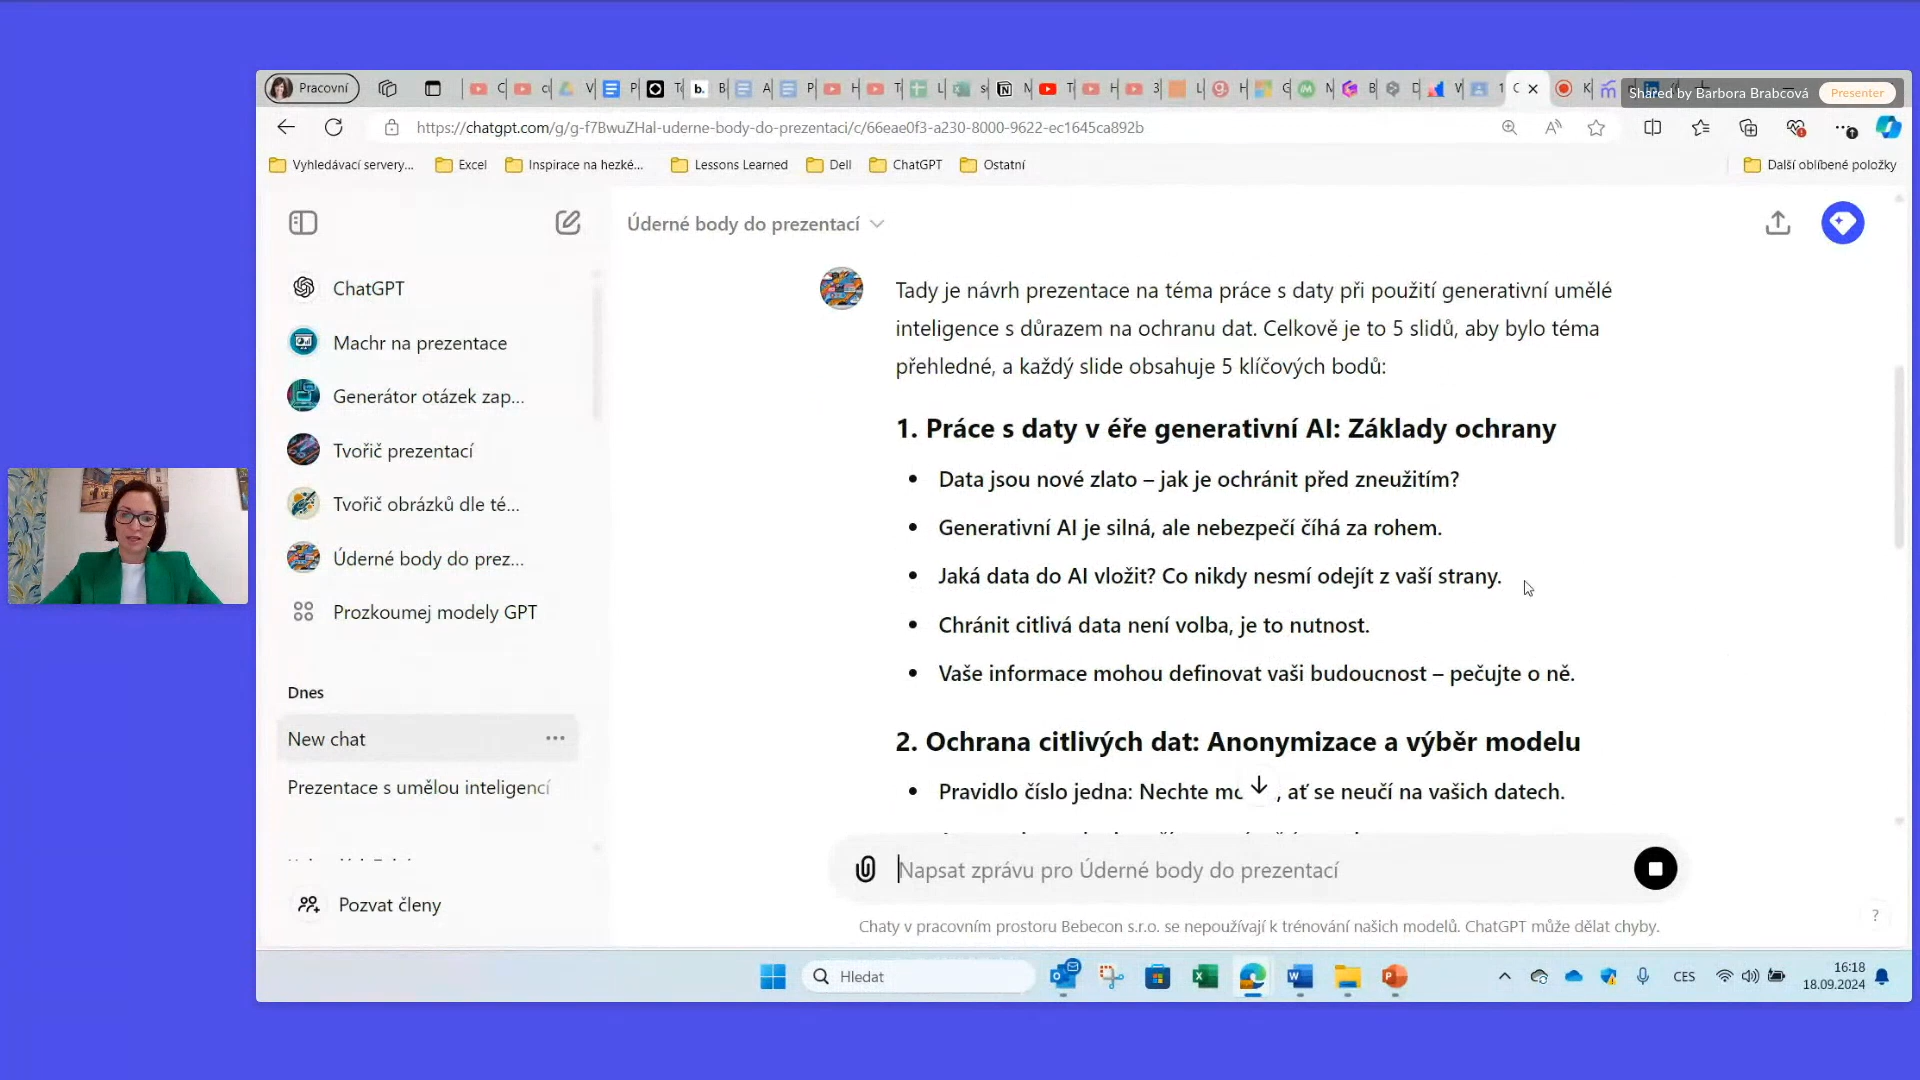 Pracovní
Shared by Barbora Brabcová
Presenter
https://chatgpt.com/g/g-f7BwuZHal-uderne-body-do-prezentaci/c/66eae0f3-a230-8000-9622-ec1645ca892b
Vyhledávací servery...
Excel
Inspirace na hezké...
Lessons Learned
Dell
ChatGPT
Ostatní
Další oblíbené položky
ChatGPT
Machr na prezentace
Generátor otázek zap...
Tvořič prezentací
Tvořič obrázků dle té...
Úderné body do prez...
Prozkoumej modely GPT
Dnes
New chat
Prezentace s umělou inteligencí
Pozvat členy
Úderné body do prezentací
Tady je návrh prezentace na téma práce s daty při použití generativní umělé
inteligence s důrazem na ochranu dat. Celkově je to 5 slidů, aby bylo téma
přehledné, a každý slide obsahuje 5 klíčových bodů:
1. Práce s daty v éře generativní AI: Základy ochrany
Data jsou nové zlato – jak je ochránit před zneužitím?
Generativní AI je silná, ale nebezpečí číhá za rohem.
Jaká data do AI vložit? Co nikdy nesmí odejít z vaší strany.
Chránit citlivá data není volba, je to nutnost.
Vaše informace mohou definovat vaši budoucnost – pečujte o ně.
2. Ochrana citlivých dat: Anonymizace a výběr modelu
Pravidlo číslo jedna: Nechte , ať se neučí na vašich datech.
Napsat zprávu pro Úderné body do prezentací
Chaty v pracovním prostoru Bebecon s.r.o. se nepoužívají k trénování našich modelů. ChatGPT může dělat chyby.
?
Hledat
CES
16:18
18.09.2024